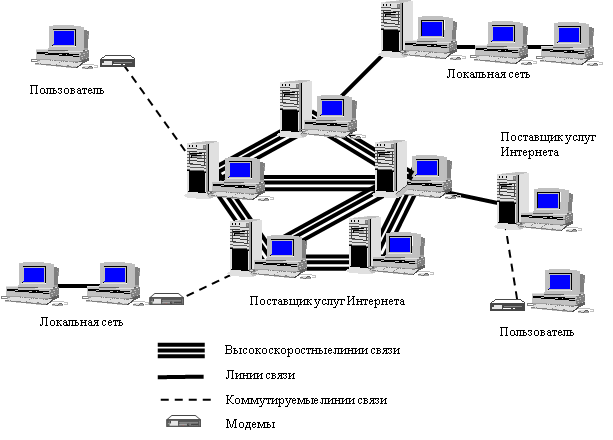 Локальная сеть
Пользователь
Поставщик услуг
Интернета
Поставщик услуг Интернета
Локальная сеть
Пользователь
Высокоскоростные линии связи
Линии связи
Коммутируемые линии связи
Модемы